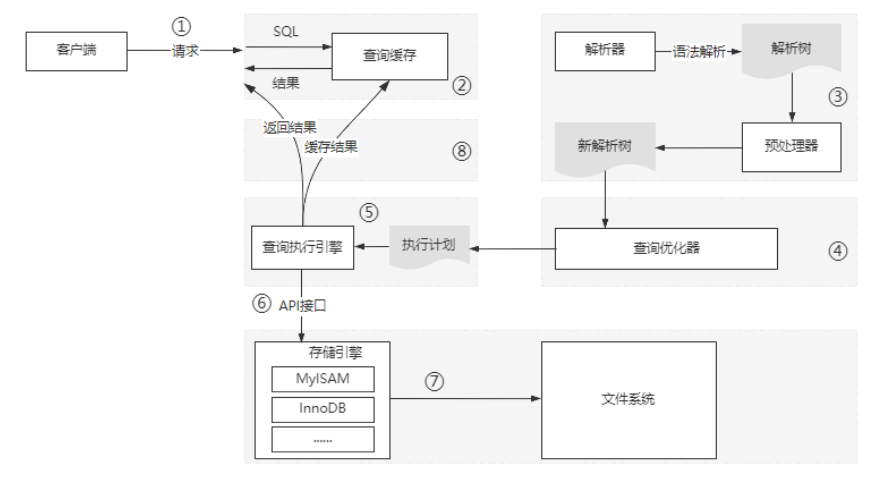 客户端
①
请求
SQL
查询缓存
结果
②
解析器
语法解析
解析树
③
预处理器
新解析树
返回结果
缓存结果
⑧
⑤
查询执行引擎
执行计划
查询优化器
④
⑥ API接口
存储引擎
MyISAM
InnoDB
......
⑦
文件系统